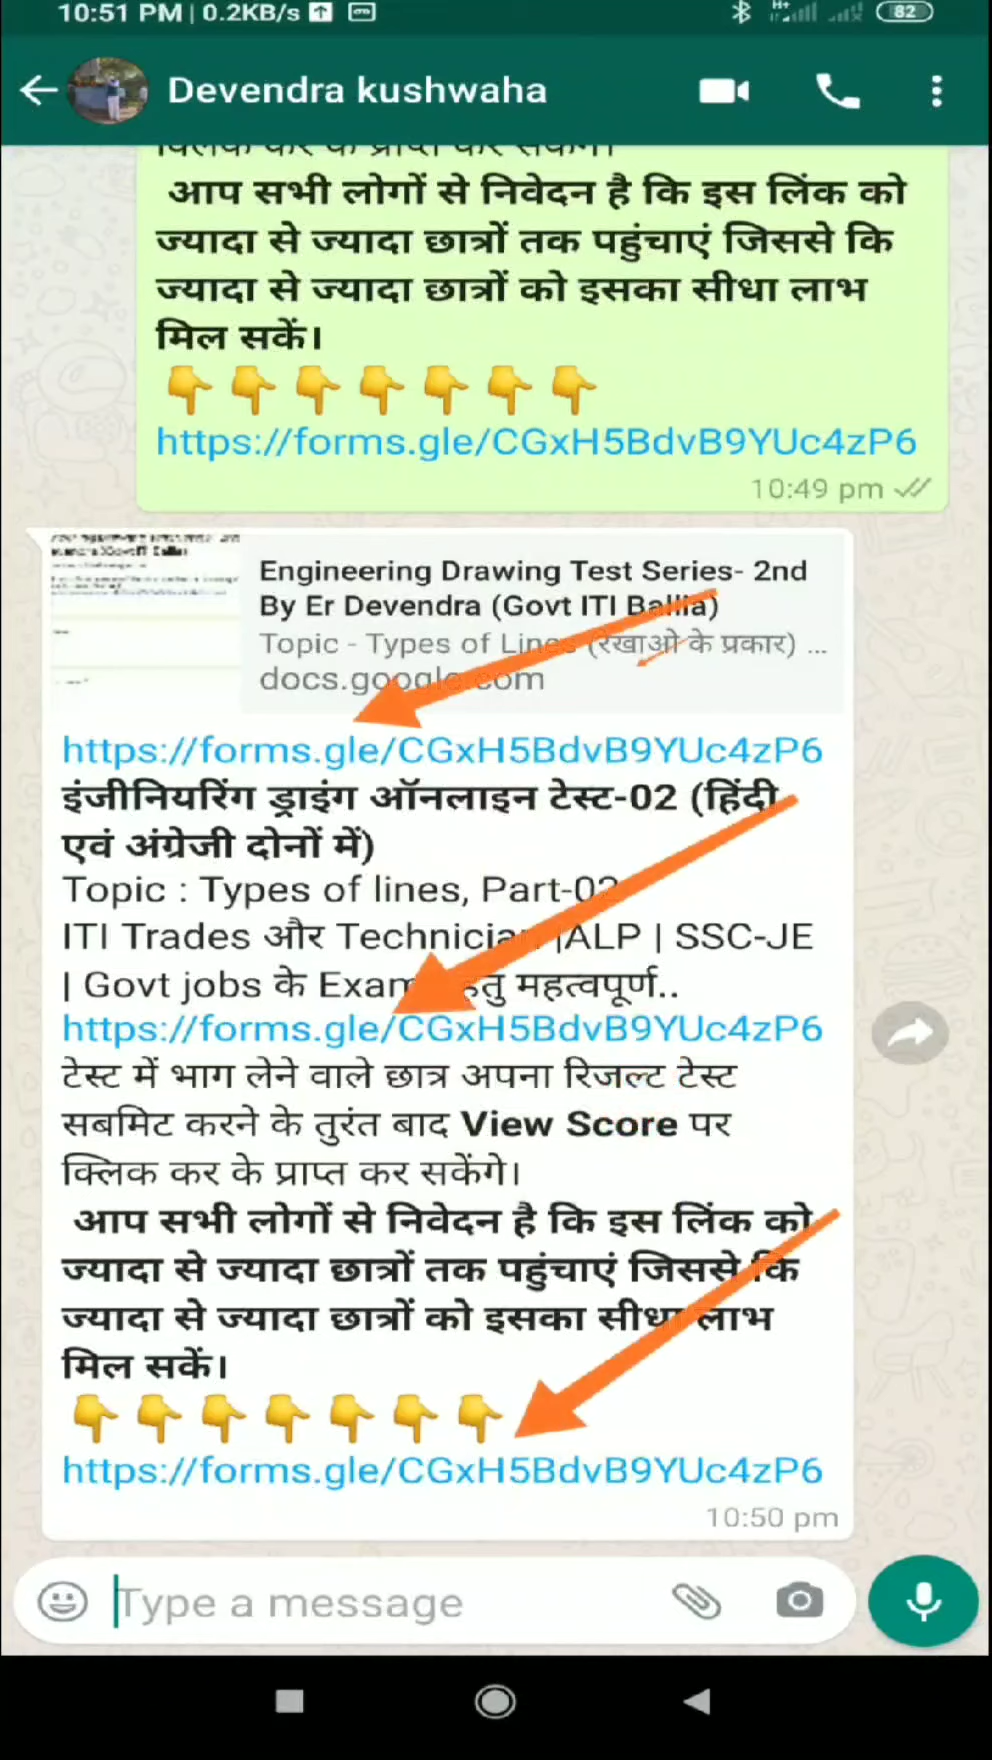 10:51 PM | 0.2KB/s
82
Devendra kushwaha
क्लिक कर के प्राप्त कर सकेंगे।
आप सभी लोगों से निवेदन है कि इस लिंक को
ज्यादा से ज्यादा छात्रों तक पहुंचाएं जिससे कि
ज्यादा से ज्यादा छात्रों को इसका सीधा लाभ
मिल सकें।
https://forms.gle/CGxH5BdvB9YUc4zP6
10:49 pm
Engineering Drawing Test Series- 2nd
By Er Devendra (Govt ITI Ballia)
Topic - Types of Lines (रेखाओ के प्रकार) ...
docs.google.com
https://forms.gle/CGxH5BdvB9YUc4zP6
इंजीनियरिंग ड्राइंग ऑनलाइन टेस्ट-02 (हिंदी
एवं अंग्रेजी दोनों में)
Topic : Types of lines, Part-02
ITI Trades और Technician |ALP | SSC-JE
| Govt jobs के Exam हेतु महत्वपूर्ण..
https://forms.gle/CGxH5BdvB9YUc4zP6
टेस्ट में भाग लेने वाले छात्र अपना रिजल्ट टेस्ट
सबमिट करने के तुरंत बाद View Score पर
क्लिक कर के प्राप्त कर सकेंगे।
आप सभी लोगों से निवेदन है कि इस लिंक को
ज्यादा से ज्यादा छात्रों तक पहुंचाएं जिससे कि
ज्यादा से ज्यादा छात्रों को इसका सीधा लाभ
मिल सकें।
https://forms.gle/CGxH5BdvB9YUc4zP6
10:50 pm
Type a message